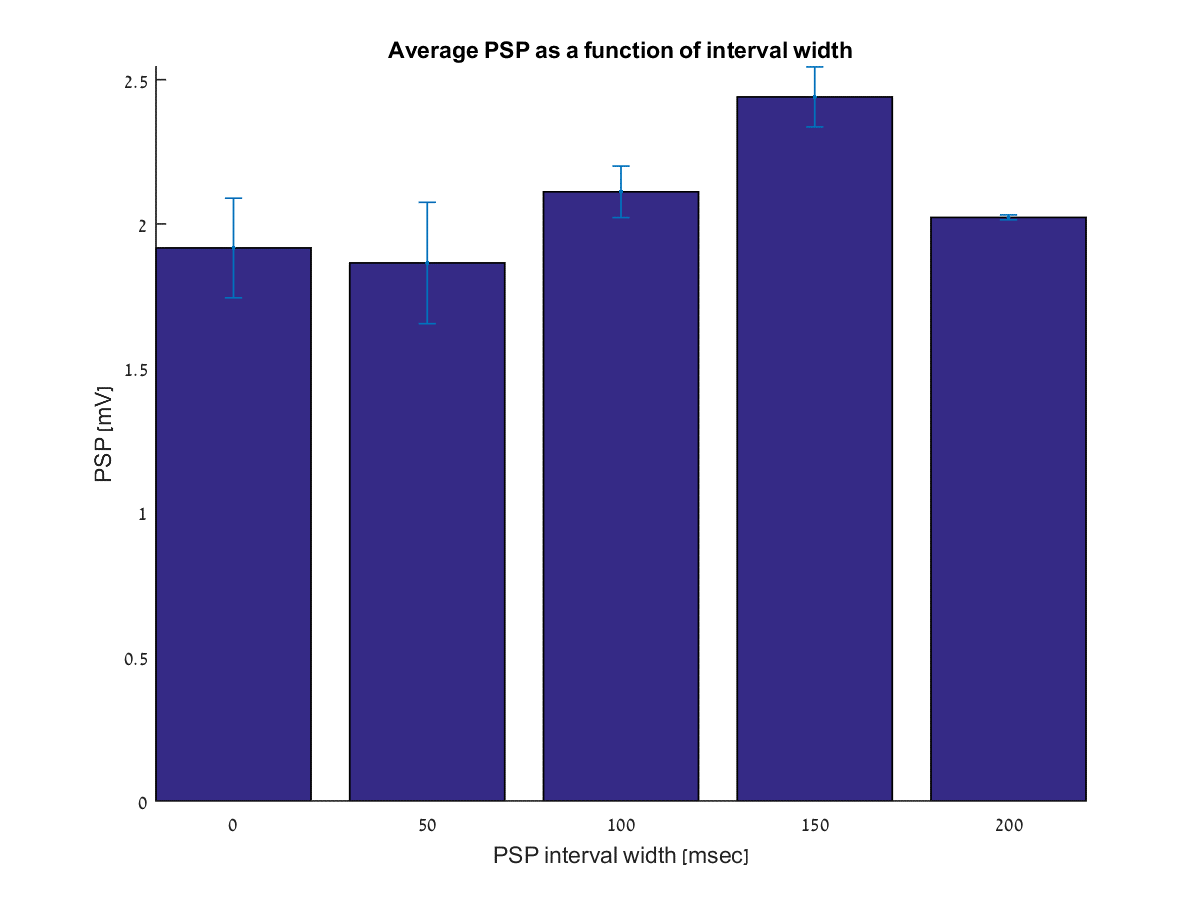 Average PSP as a function of interval width
2.5
2
1.5
1
0.5
0
PSP [mV]
0 50 100 150 200
PSP interval width [msec]